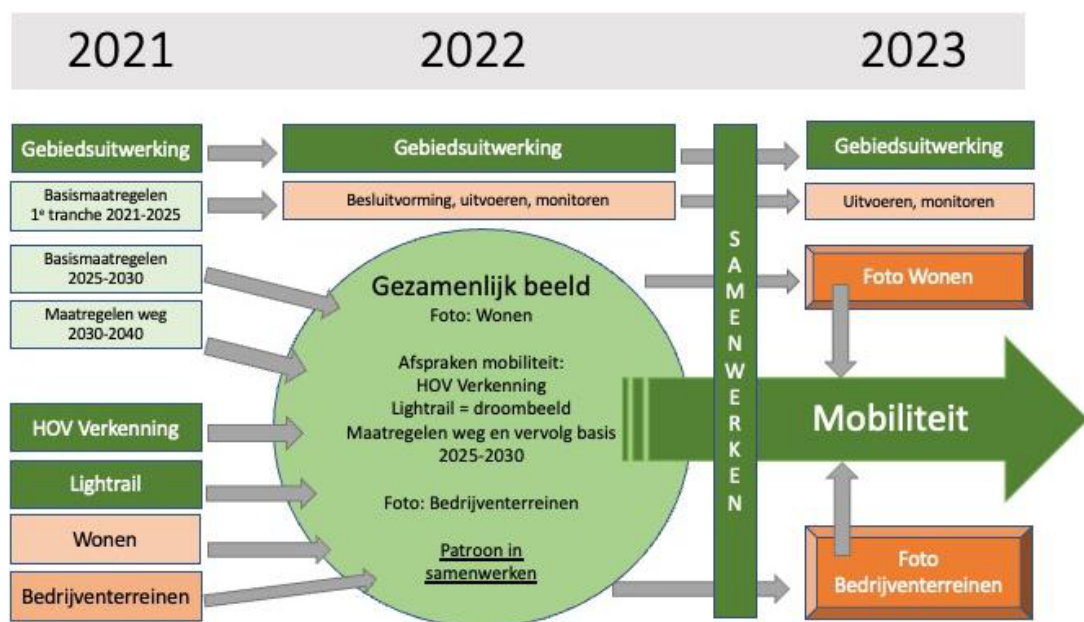 2021
2022
2023
Gebiedsuitwerking
Gebiedsuitwerking
Gebiedsuitwerking
Basismaatregelen
1e tranche 2021-2025
Besluitvorming, uitvoeren, monitoren
Uitvoeren, monitoren
Basismaatregelen
2025-2030
Maatregelen weg
2030-2040
HOV Verkenning
Lightrail
Wonen
Bedrijventerreinen
Gezamenlijk beeld
Foto: Wonen
Afspraken mobiliteit:
HOV Verkenning
Lightrail = droombeeld
Maatregelen weg en vervolg basis
2025-2030
Foto: Bedrijventerreinen
Patroon in
samenwerken
SAMENWERKEN
Foto Wonen
Mobiliteit
Foto
Bedrijventerreinen